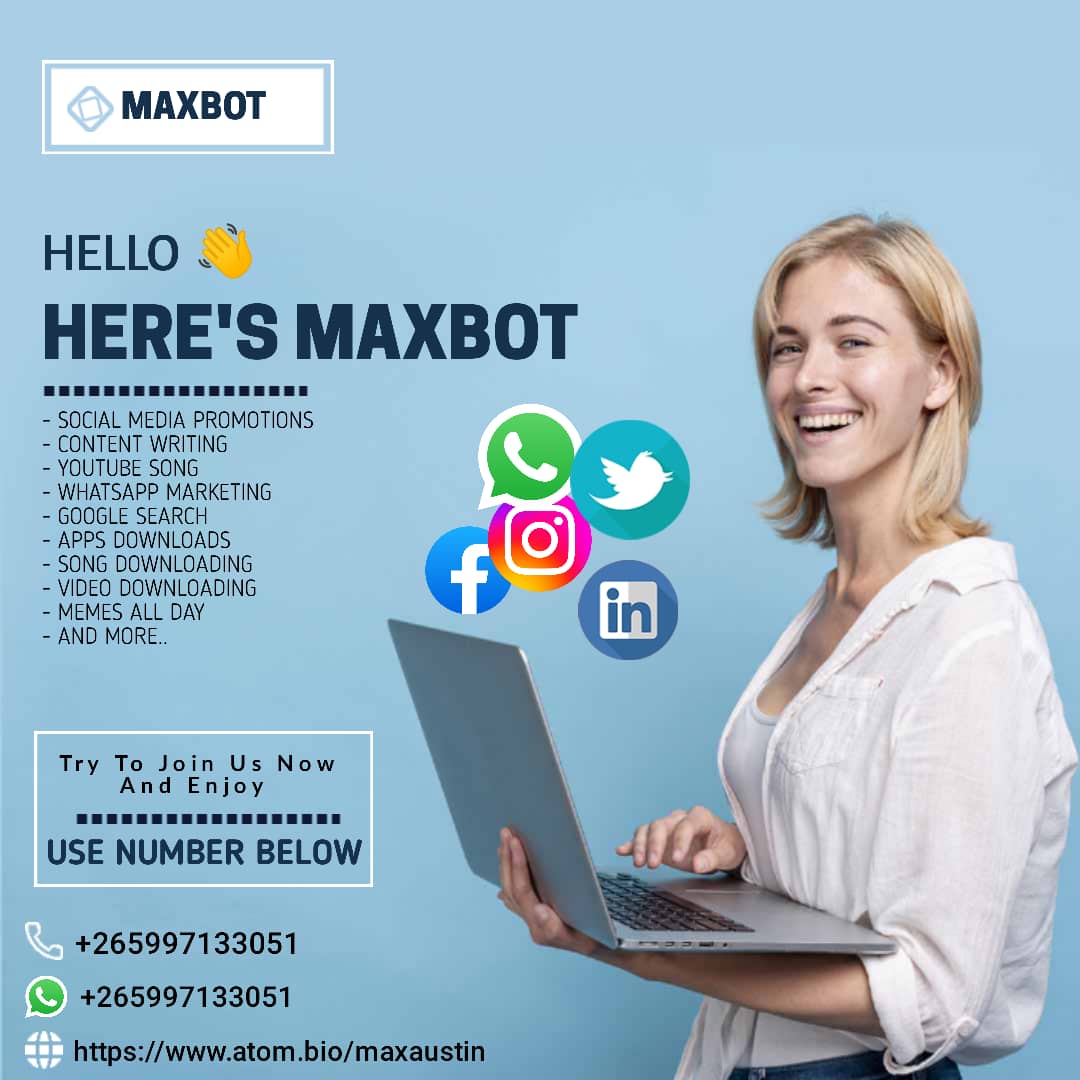 MAXBOT
HELLO 👋
HERE'S MAXBOT
- SOCIAL MEDIA PROMOTIONS
- CONTENT WRITING
- YOUTUBE SONG
- WHATSAPP MARKETING
- GOOGLE SEARCH
- APPS DOWNLOADS
- SONG DOWNLOADING
- VIDEO DOWNLOADING
- MEMES ALL DAY
- AND MORE..
in
Try To Join Us Now
And Enjoy
USE NUMBER BELOW
+265997133051
+265997133051
https://www.atom.bio/maxaustin